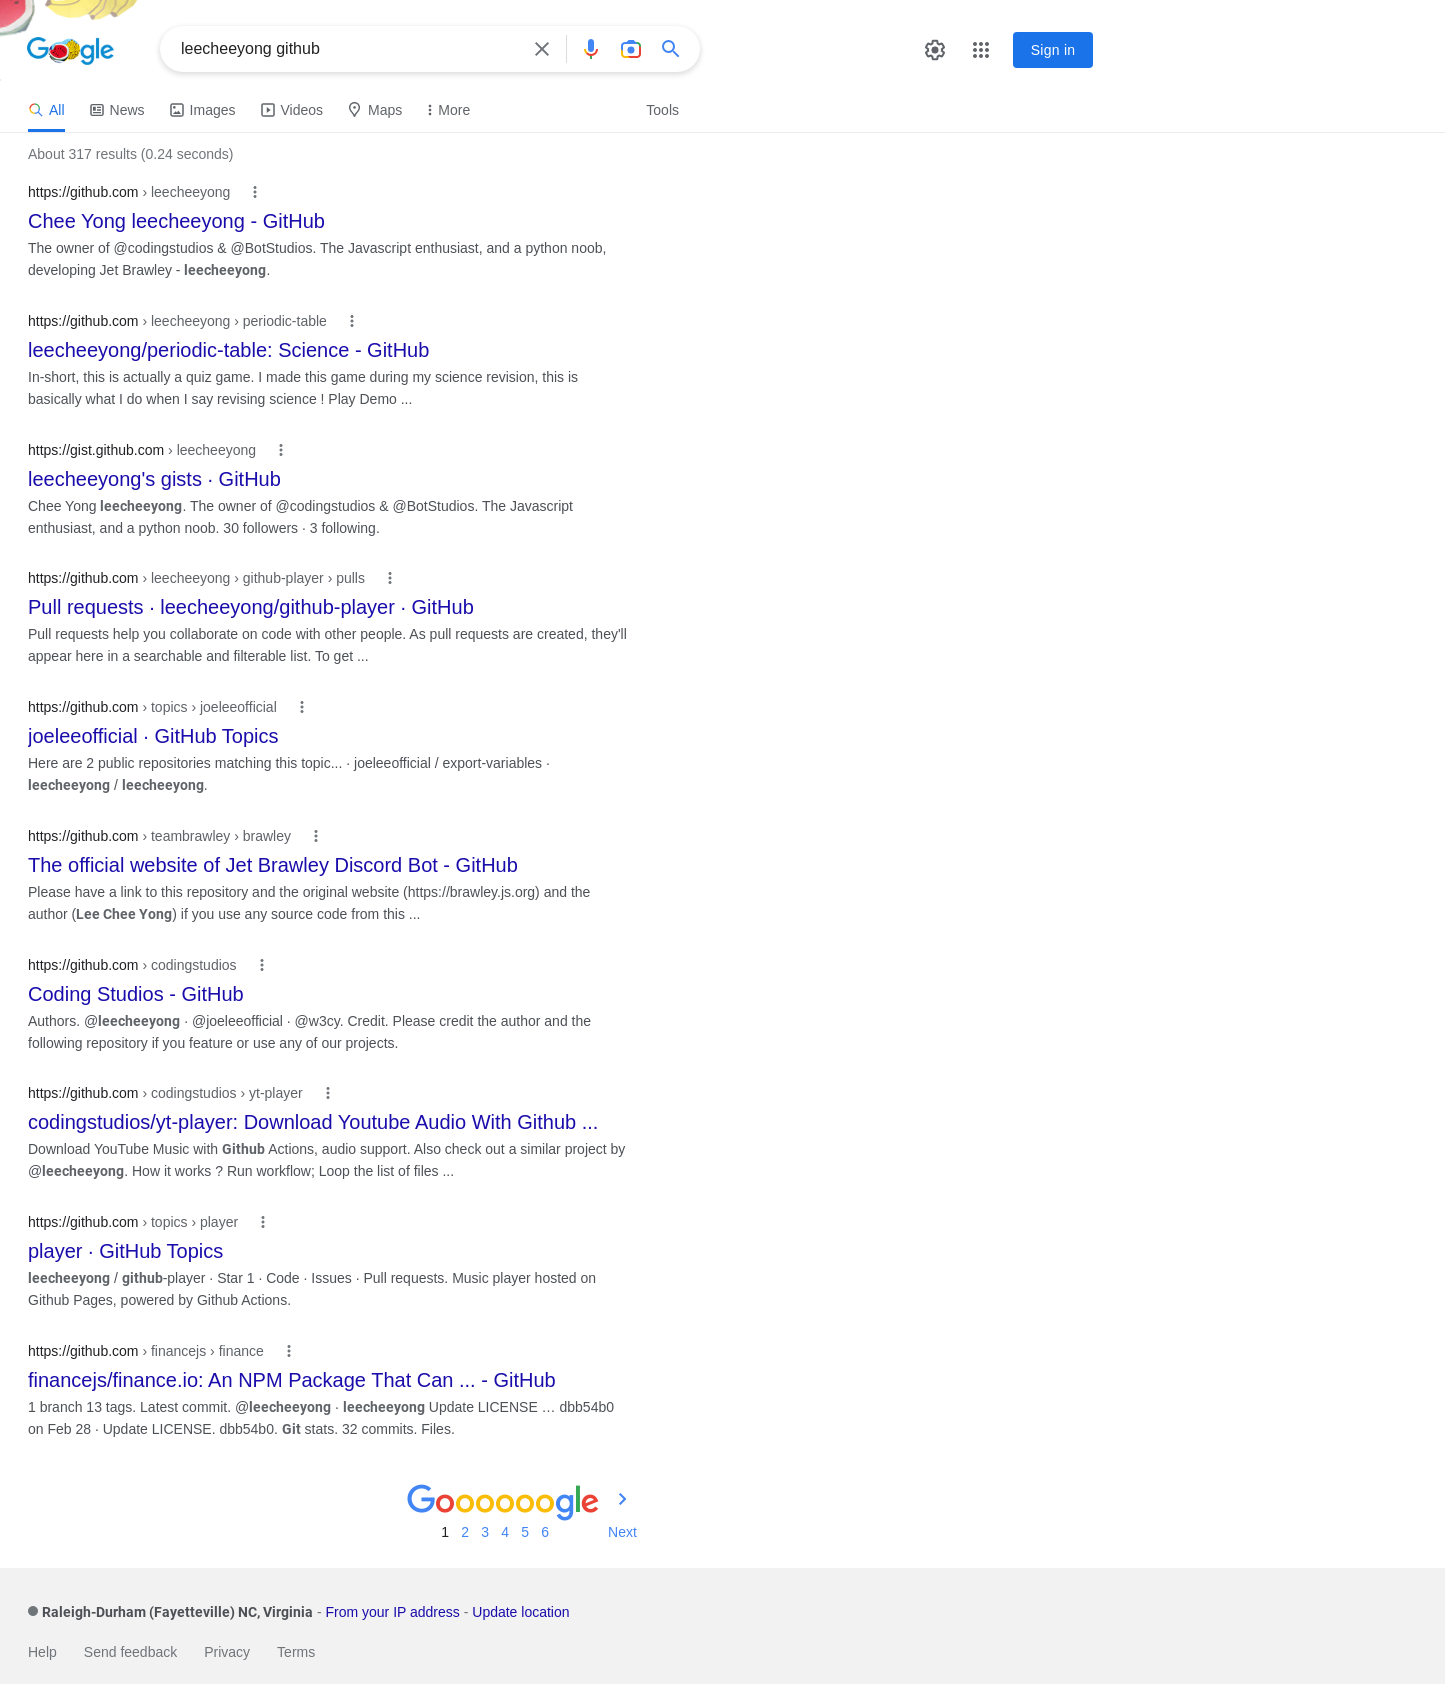 Google
leecheeyong github
Sign in
All News Images Videos Maps More Tools
About 317 results (0.24 seconds)
https://github.com › leecheeyong
Chee Yong leecheeyong - GitHub
The owner of @codingstudios & @BotStudios. The Javascript enthusiast, and a python noob,
developing Jet Brawley - leecheeyong.
https://github.com › leecheeyong › periodic-table
leecheeyong/periodic-table: Science - GitHub
In-short, this is actually a quiz game. I made this game during my science revision, this is
basically what I do when I say revising science ! Play Demo ...
https://gist.github.com › leecheeyong
leecheeyong's gists · GitHub
Chee Yong leecheeyong. The owner of @codingstudios & @BotStudios. The Javascript
enthusiast, and a python noob. 30 followers · 3 following.
https://github.com › leecheeyong › github-player › pulls
Pull requests · leecheeyong/github-player · GitHub
Pull requests help you collaborate on code with other people. As pull requests are created, they'll
appear here in a searchable and filterable list. To get ...
https://github.com › topics › joeleeofficial
joeleeofficial · GitHub Topics
Here are 2 public repositories matching this topic... · joeleeofficial / export-variables ·
leecheeyong / leecheeyong.
https://github.com › teambrawley › brawley
The official website of Jet Brawley Discord Bot - GitHub
Please have a link to this repository and the original website (https://brawley.js.org) and the
author (Lee Chee Yong) if you use any source code from this ...
https://github.com › codingstudios
Coding Studios - GitHub
Authors. @leecheeyong · @joeleeofficial · @w3cy. Credit. Please credit the author and the
following repository if you feature or use any of our projects.
https://github.com › codingstudios › yt-player
codingstudios/yt-player: Download Youtube Audio With Github ...
Download YouTube Music with Github Actions, audio support. Also check out a similar project by
@leecheeyong. How it works ? Run workflow; Loop the list of files ...
https://github.com › topics › player
player · GitHub Topics
leecheeyong / github-player · Star 1 · Code · Issues · Pull requests. Music player hosted on
Github Pages, powered by Github Actions.
https://github.com › financejs › finance
financejs/finance.io: An NPM Package That Can ... - GitHub
1 branch 13 tags. Latest commit. @leecheeyong · leecheeyong Update LICENSE … dbb54b0
on Feb 28 · Update LICENSE. dbb54b0. Git stats. 32 commits. Files.
Goooooogle
1 2 3 4 5 6 Next
Raleigh-Durham (Fayetteville) NC, Virginia - From your IP address - Update location
Help Send feedback Privacy Terms